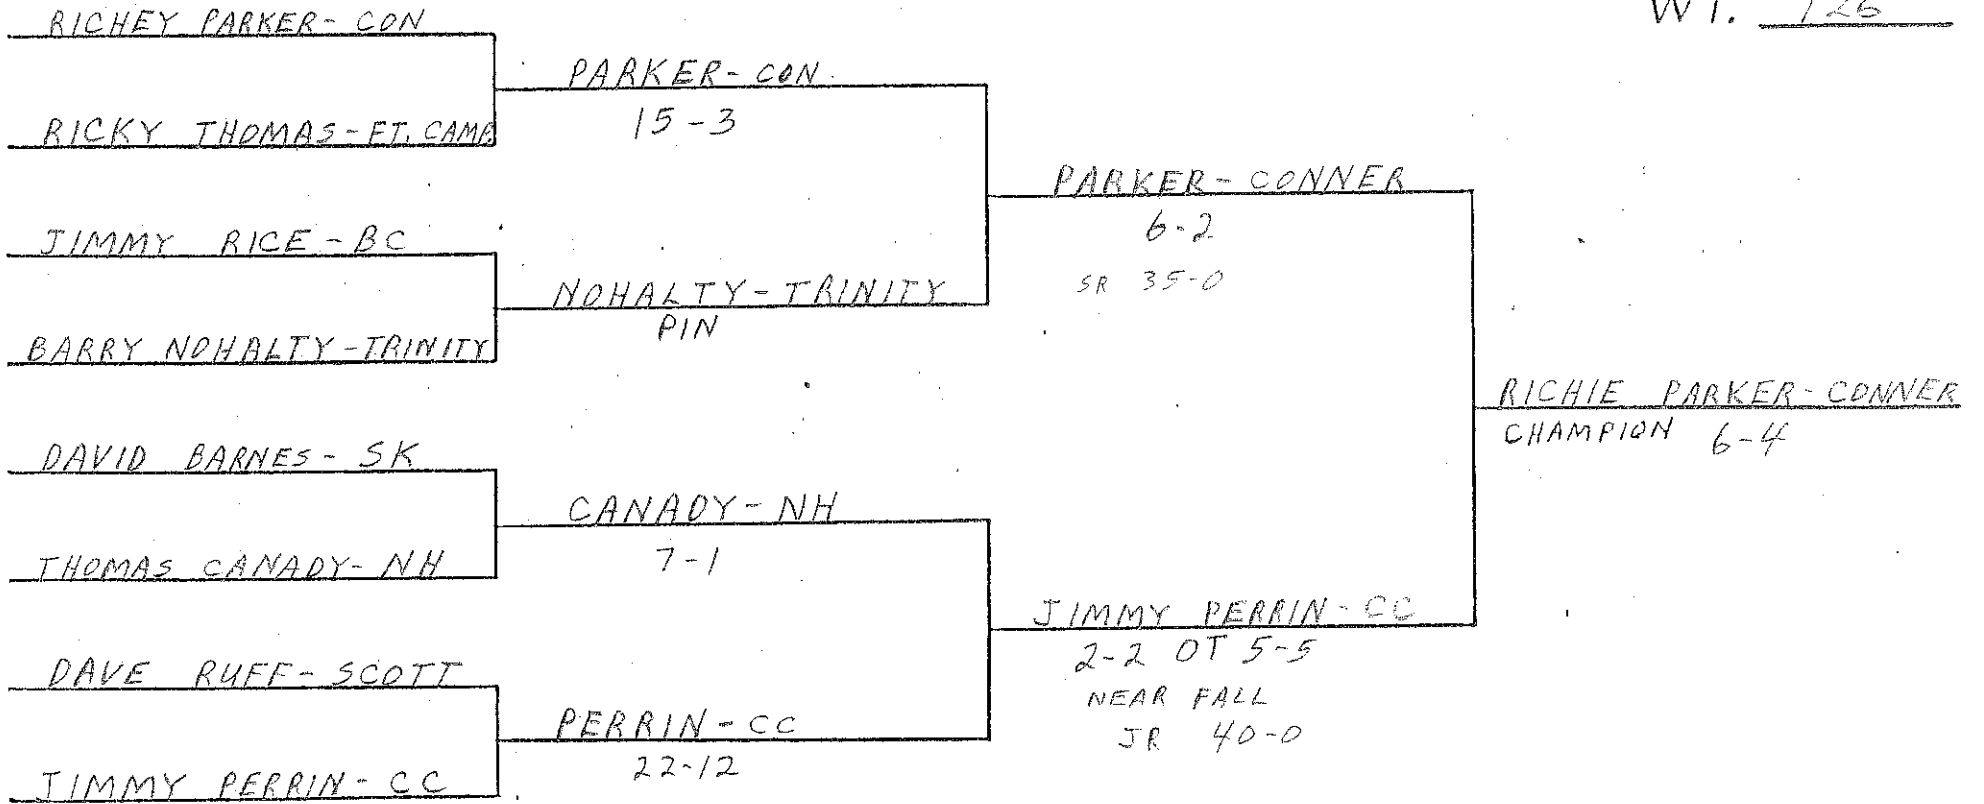 WT. 126
RICHEY PARKER - CON
RICKY THOMAS - FT. CAMP.
JIMMY RICE - BC
BARRY NOHALTY - TRINITY
DAVID BARNES - SK
THOMAS CANADY - NH
DAVE RUFF - SCOTT
JIMMY PERRIN - CC
PARKER - CON
15-3
NOHALTY - TRINITY
PIN
CANADY - NH
7-1
PERRIN - CC
22-12
PARKER - CONNER
6-2
SR 35-0
JIMMY PERRIN - CC
2-2 OT 5-5
NEAR FALL
JR 40-0
RICHIE PARKER - CONNER
CHAMPION 6-4